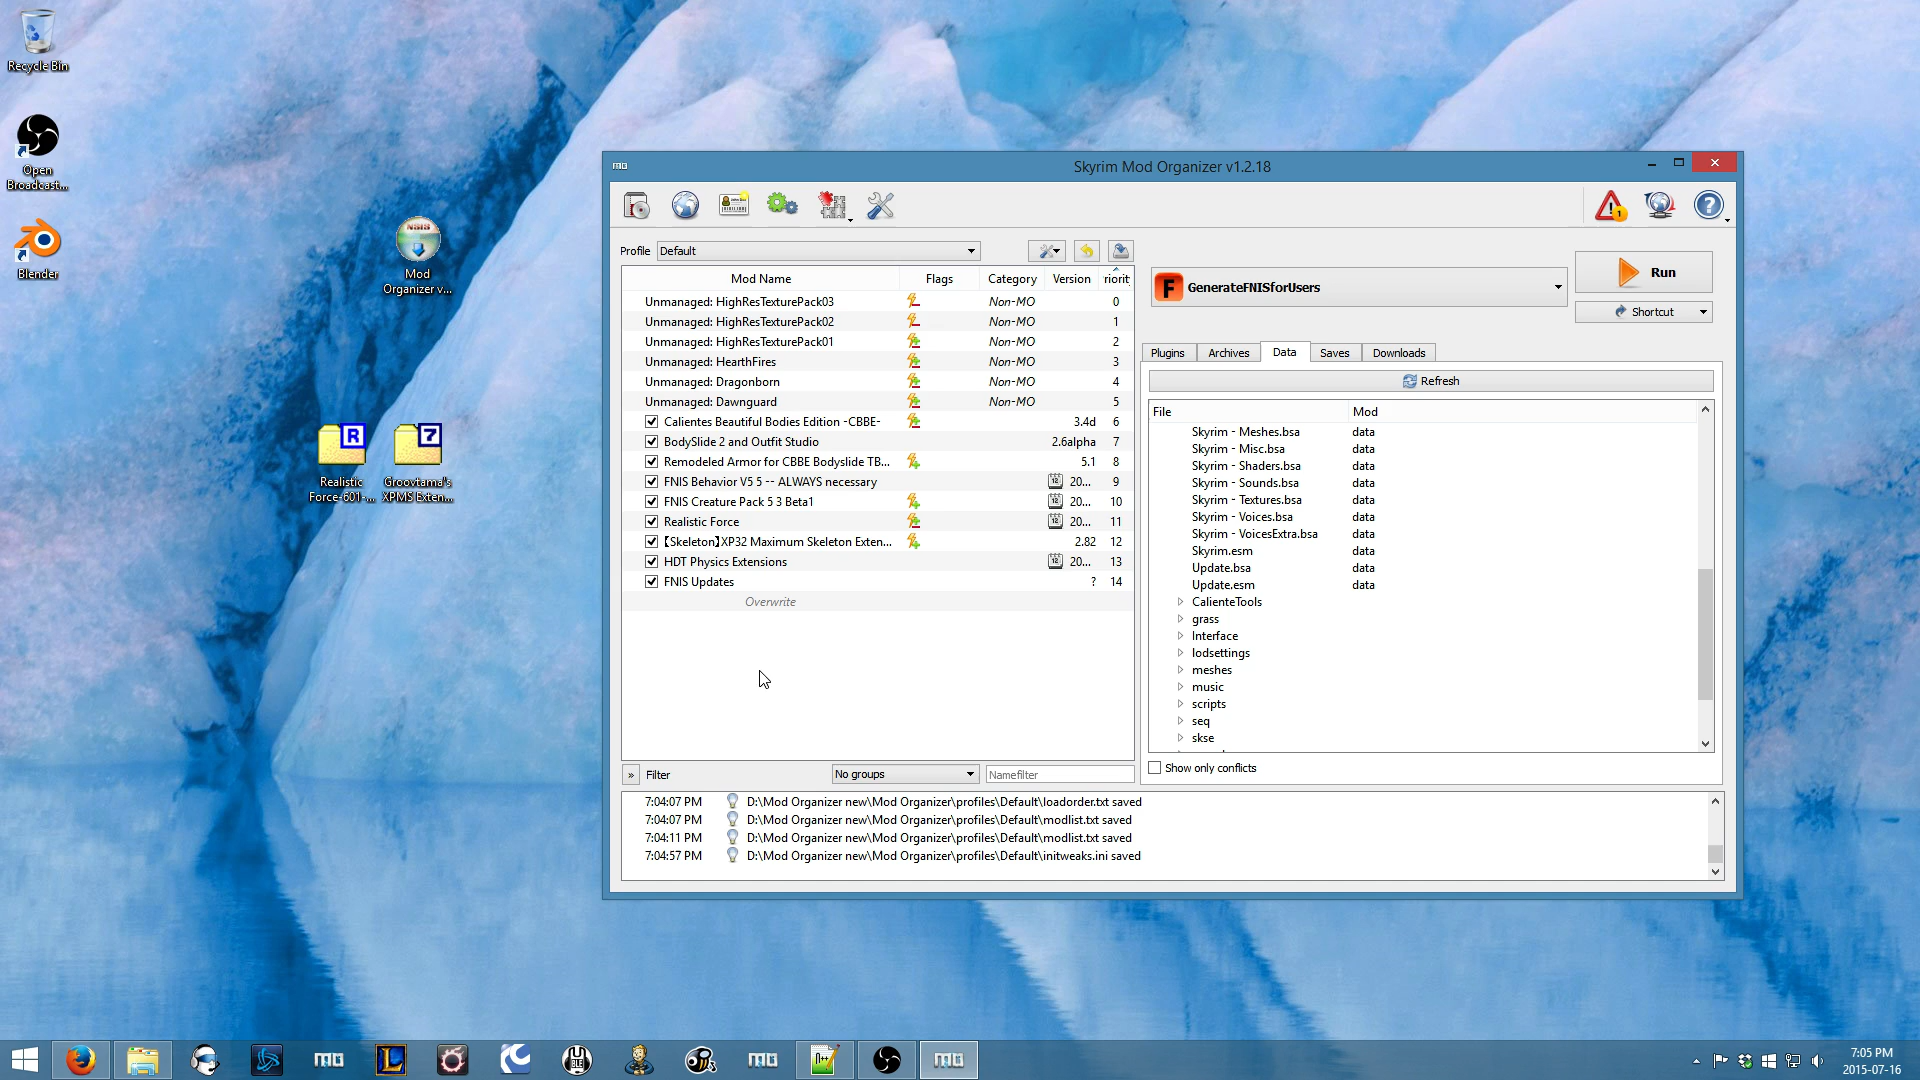 Recycle Bin
Open
Broadcast...
Blender
Mod
Organizer v...
Realistic
Force-601-...
Groovtama's
XPMS Exten...
Skyrim Mod Organizer v1.2.18
Profile Default
Mod Name Flags Category Version riority
Unmanaged: HighResTexturePack03 Non-MO 0
Unmanaged: HighResTexturePack02 Non-MO 1
Unmanaged: HighResTexturePack01 Non-MO 2
Unmanaged: HearthFires Non-MO 3
Unmanaged: Dragonborn Non-MO 4
Unmanaged: Dawnguard Non-MO 5
Calientes Beautiful Bodies Edition -CBBE- 3.4d 6
BodySlide 2 and Outfit Studio 2.6alpha 7
Remodeled Armor for CBBE Bodyslide TB... 5.1 8
FNIS Behavior V5 5 -- ALWAYS necessary 20... 9
FNIS Creature Pack 5 3 Beta1 20... 10
Realistic Force 20... 11
【Skeleton】XP32 Maximum Skeleton Exten... 2.82 12
HDT Physics Extensions 20... 13
FNIS Updates ? 14
Overwrite
» Filter No groups Namefilter
GenerateFNISforUsers
Run
Shortcut
Plugins Archives Data Saves Downloads
Refresh
File Mod
Skyrim - Meshes.bsa data
Skyrim - Misc.bsa data
Skyrim - Shaders.bsa data
Skyrim - Sounds.bsa data
Skyrim - Textures.bsa data
Skyrim - Voices.bsa data
Skyrim - VoicesExtra.bsa data
Skyrim.esm data
Update.bsa data
Update.esm data
CalienteTools
grass
Interface
lodsettings
meshes
music
scripts
seq
skse
Show only conflicts
7:04:07 PM D:\Mod Organizer new\Mod Organizer\profiles\Default\loadorder.txt saved
7:04:07 PM D:\Mod Organizer new\Mod Organizer\profiles\Default\modlist.txt saved
7:04:11 PM D:\Mod Organizer new\Mod Organizer\profiles\Default\modlist.txt saved
7:04:57 PM D:\Mod Organizer new\Mod Organizer\profiles\Default\initweaks.ini saved
7:05 PM
2015-07-16